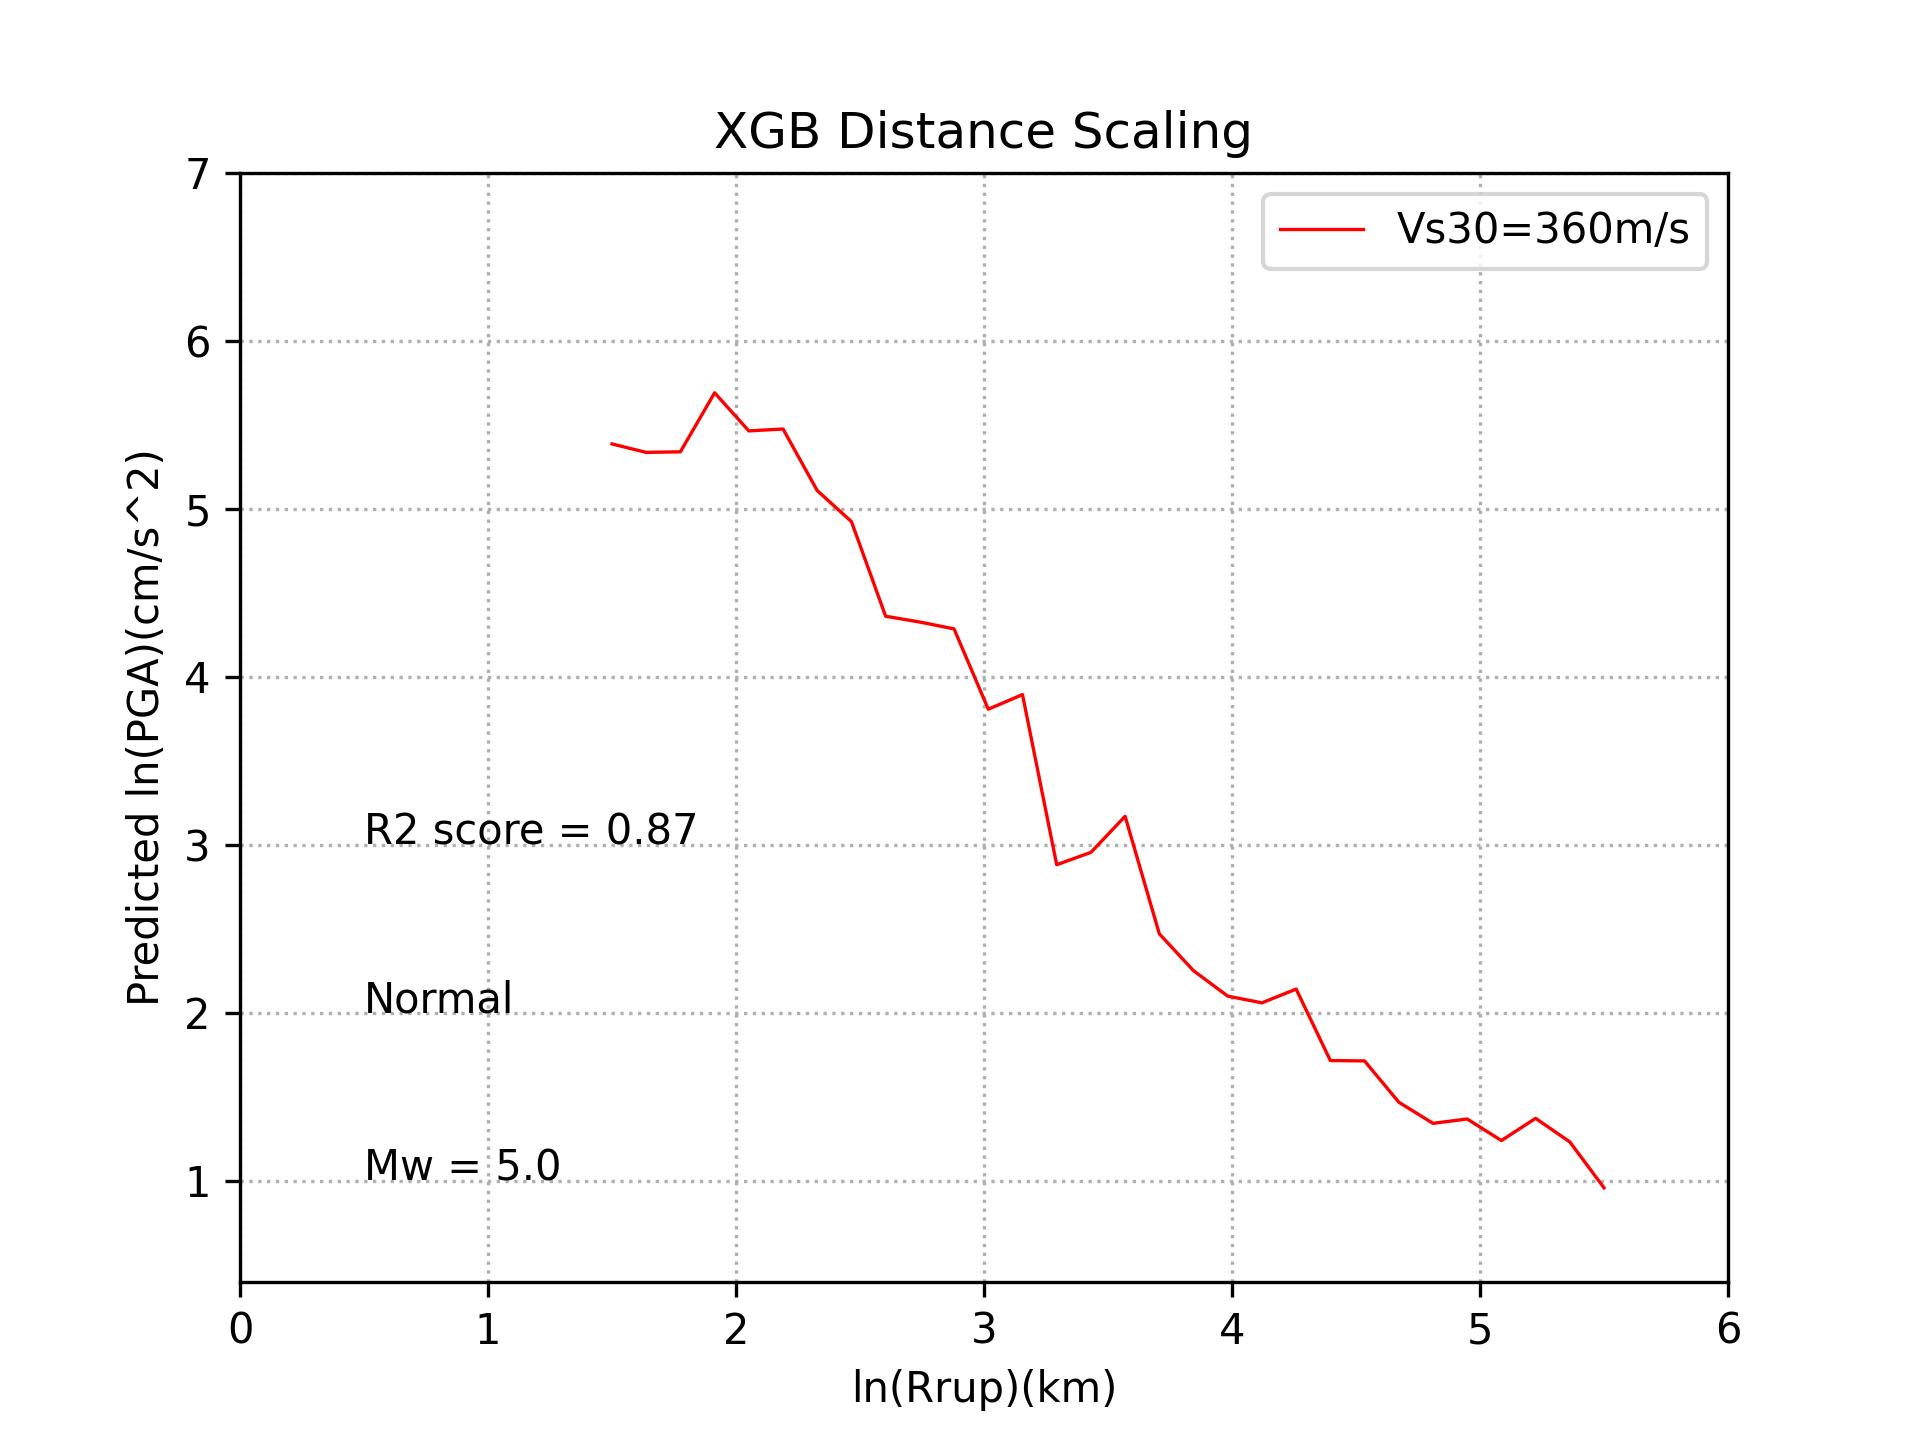 XGB Distance Scaling
Vs30=360m/s
7
6
5
4
3
2
1
Predicted ln(PGA)(cm/s^2)
R2 score = 0.87
Normal
Mw = 5.0
0 1 2 3 4 5 6
ln(Rrup)(km)